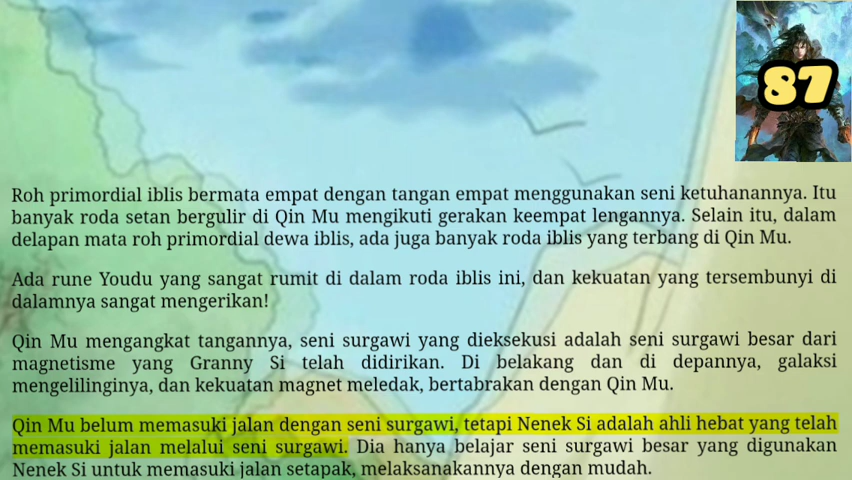 87
Roh primordial iblis bermata empat dengan tangan empat menggunakan seni ketuhanannya. Itu
banyak roda setan bergulir di Qin Mu mengikuti gerakan keempat lengannya. Selain itu, dalam
delapan mata roh primordial dewa iblis, ada juga banyak roda iblis yang terbang di Qin Mu.
Ada rune Youdu yang sangat rumit di dalam roda iblis ini, dan kekuatan yang tersembunyi di
dalamnya sangat mengerikan!
Qin Mu mengangkat tangannya, seni surgawi yang dieksekusi adalah seni surgawi besar dari
magnetisme yang Granny Si telah didirikan. Di belakang dan di depannya, galaksi
mengelilinginya, dan kekuatan magnet meledak, bertabrakan dengan Qin Mu.
Qin Mu belum memasuki jalan dengan seni surgawi, tetapi Nenek Si adalah ahli hebat yang telah
memasuki jalan melalui seni surgawi. Dia hanya belajar seni surgawi besar yang digunakan
Nenek Si untuk memasuki jalan setapak, melaksanakannya dengan mudah.